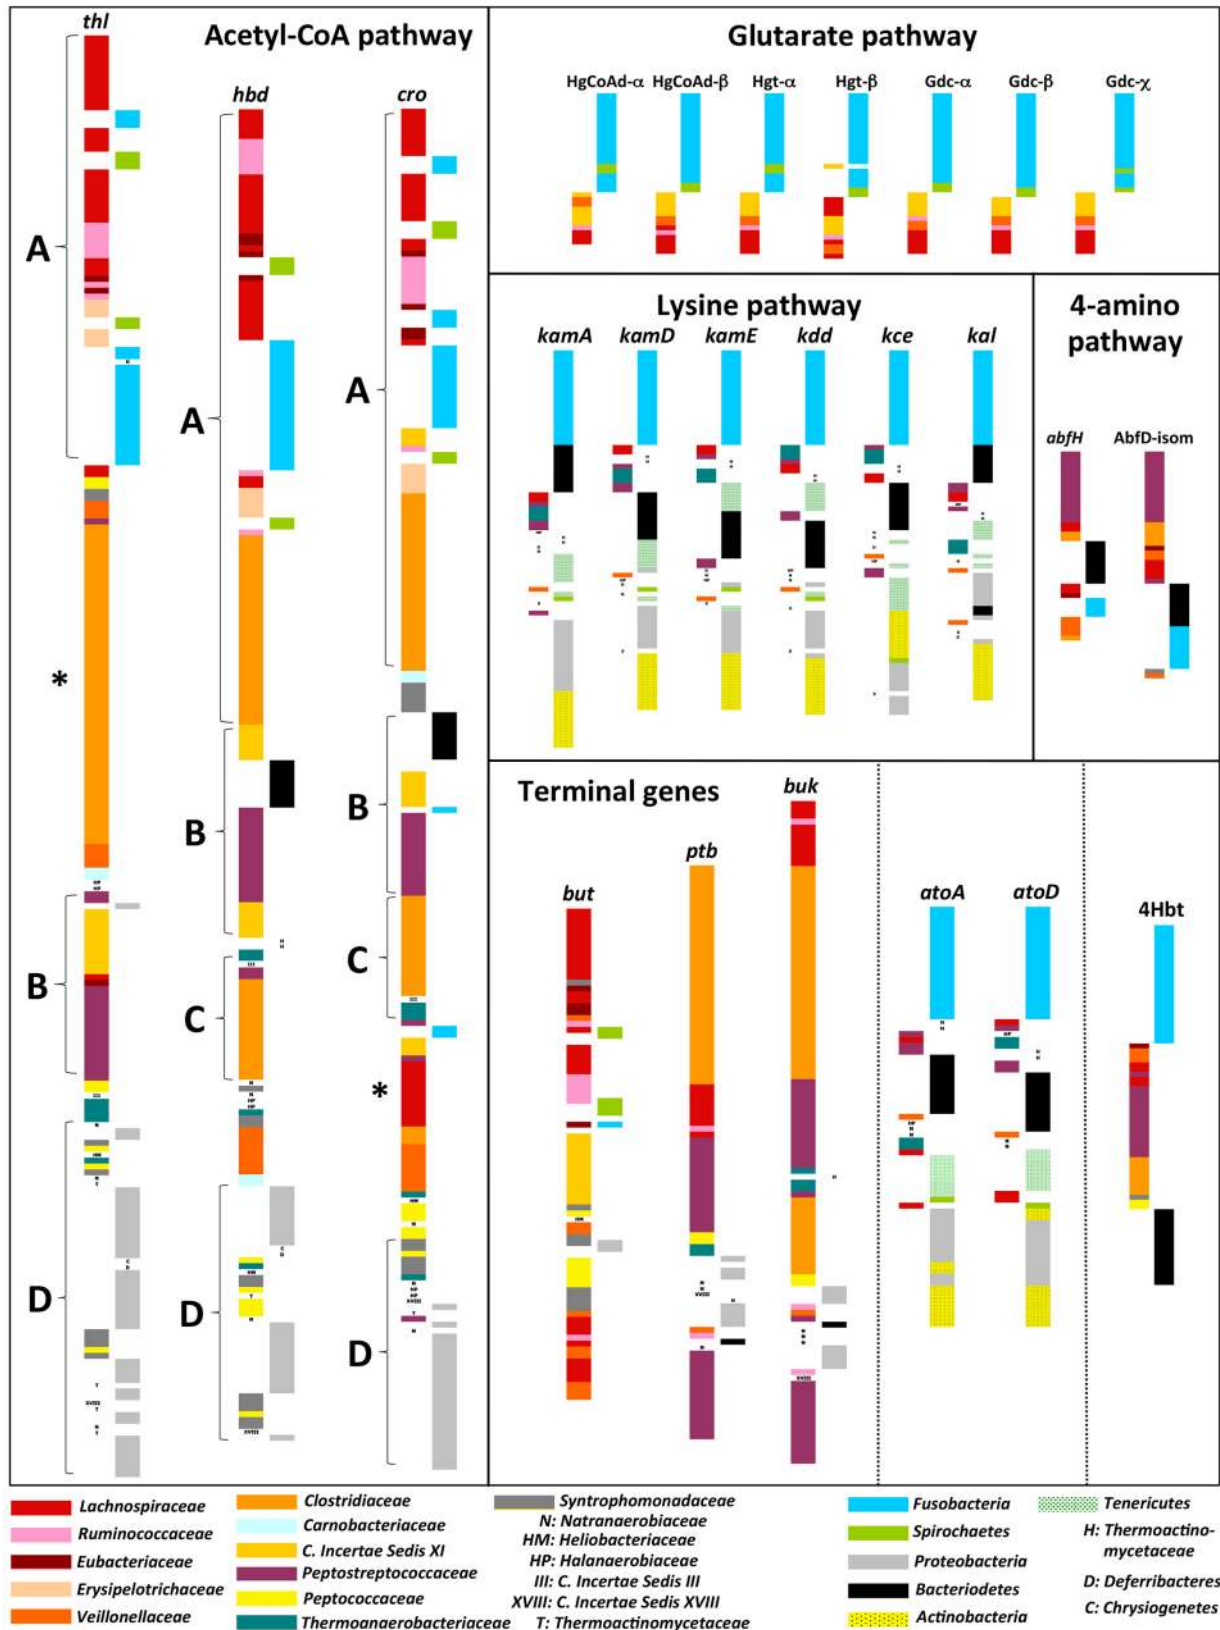 Acetyl-CoA pathway
thl
hbd
cro
A
A
A
*
B
B
B
C
C
*
D
D
D
Glutarate pathway
HgCoAd-α HgCoAd-β Hgt-α Hgt-β Gdc-α Gdc-β Gdc-χ
Lysine pathway
kamA kamD kamE kdd kce kal
4-amino
pathway
abfH AbfD-isom
Terminal genes
but
ptb
buk
atoA atoD
4Hbt
Lachnospiraceae
Ruminococcaceae
Eubacteriaceae
Erysipelotrichaceae
Veillonellaceae
Clostridiaceae
Carnobacteriaceae
C. Incertae Sedis XI
Peptostreptococcaceae
Peptococcaceae
Thermoanaerobacteriaceae
Syntrophomonadaceae
N: Natranaerobiaceae
HM: Heliobacteriaceae
HP: Halanaerobiaceae
III: C. Incertae Sedis III
XVIII: C. Incertae Sedis XVIII
T: Thermoactinomycetaceae
Fusobacteria
Spirochaetes
Proteobacteria
Bacteriodetes
Actinobacteria
Tenericutes
H: Thermoactino-
mycetaceae
D: Deferribacteres
C: Chrysiogenetes